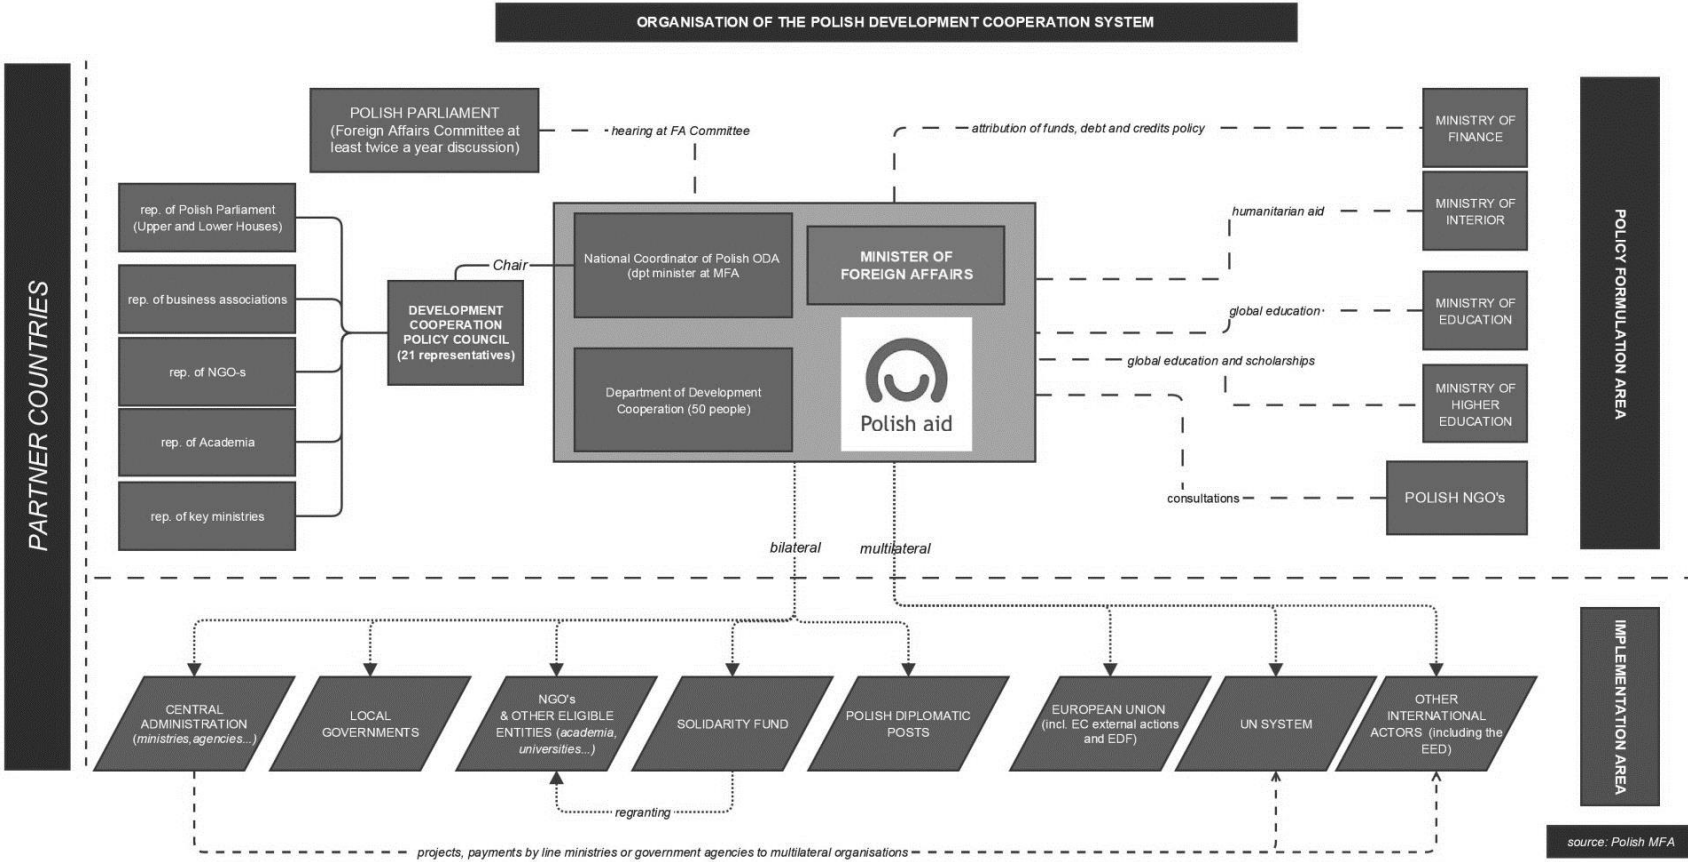 ORGANISATION OF THE POLISH DEVELOPMENT COOPERATION SYSTEM
PARTNER COUNTRIES
POLISH PARLIAMENT
(Foreign Affairs Committee at
least twice a year discussion)
hearing at FA Committee
attribution of funds, debt and credits policy
MINISTRY OF
FINANCE
rep. of Polish Parliament
(Upper and Lower Houses)
rep. of business associations
rep. of NGO-s
rep. of Academia
rep. of key ministries
DEVELOPMENT
COOPERATION
POLICY COUNCIL
(21 representatives)
Chair
National Coordinator of Polish ODA
(dpt minister at MFA
MINISTER OF
FOREIGN AFFAIRS
Department of Development
Cooperation (50 people)
Polish aid
humanitarian aid
MINISTRY OF
INTERIOR
global education
MINISTRY OF
EDUCATION
global education and scholarships
MINISTRY OF
HIGHER
EDUCATION
consultations
POLISH NGO's
POLICY FORMULATION AREA
bilateral
multilateral
CENTRAL
ADMINISTRATION
(ministries,agencies...)
LOCAL
GOVERNMENTS
NGO's
& OTHER ELIGIBLE
ENTITIES (academia,
universities...)
SOLIDARITY FUND
POLISH DIPLOMATIC
POSTS
EUROPEAN UNION
(incl. EC external actions
and EDF)
UN SYSTEM
OTHER
INTERNATIONAL
ACTORS (including the
EED)
IMPLEMENTATION AREA
regranting
projects, payments by line ministries or government agencies to multilateral organisations
source: Polish MFA